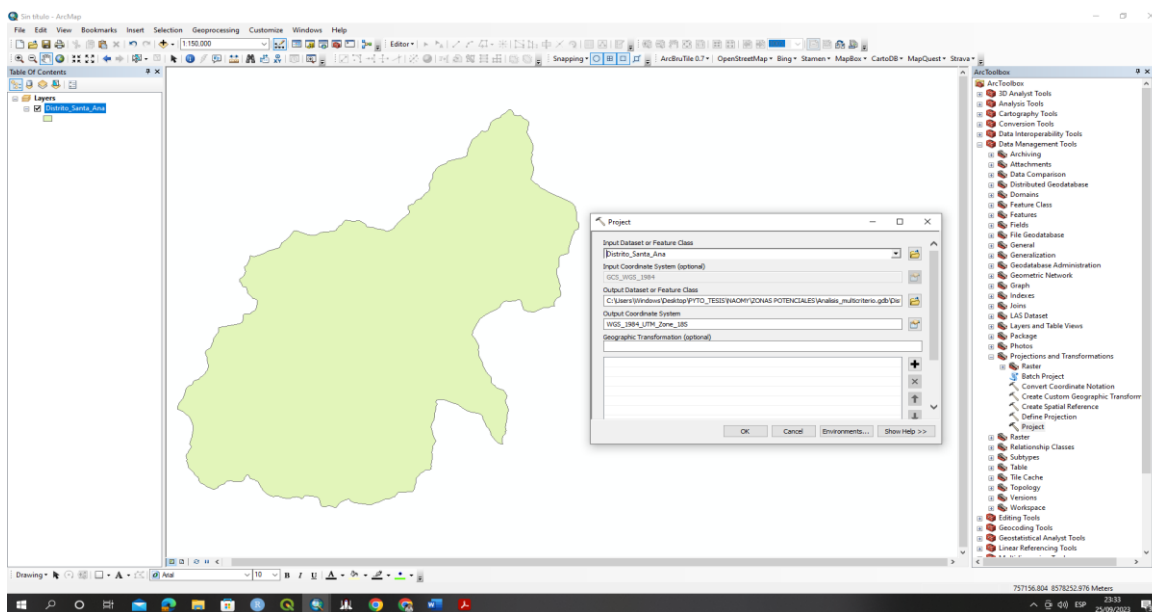 Sin título - ArcMap
File Edit View Bookmarks Insert Selection Geoprocessing Customize Windows Help
1:150,000
Editor
Snapping
ArcBruTile 0.7 OpenStreetMap Bing Stamen MapBox CartoDB MapQuest Strava
Table Of Contents
Layers
Distrito_Santa_Ana
Project
Input Dataset or Feature Class
Distrito_Santa_Ana
Input Coordinate System (optional)
GCS_WGS_1984
Output Dataset or Feature Class
C:\Users\Windows\Desktop\PYTO_TESIS\NAOMY\ZONAS POTENCIALES\Analisis_multicriterio.gdb\Dis
Output Coordinate System
WGS_1984_UTM_Zone_18S
Geographic Transformation (optional)
OK Cancel Environments... Show Help >>
ArcToolbox
ArcToolbox
3D Analyst Tools
Analysis Tools
Cartography Tools
Conversion Tools
Data Interoperability Tools
Data Management Tools
Archiving
Attachments
Data Comparison
Distributed Geodatabase
Domains
Feature Class
Features
Fields
File Geodatabase
General
Generalization
Geodatabase Administration
Geometric Network
Graph
Indexes
Joins
LAS Dataset
Layers and Table Views
Package
Photos
Projections and Transformations
Raster
Batch Project
Convert Coordinate Notation
Create Custom Geographic Transform
Create Spatial Reference
Define Projection
Project
Raster
Relationship Classes
Subtypes
Table
Tile Cache
Topology
Versions
Workspace
Editing Tools
Geocoding Tools
Geostatistical Analyst Tools
Linear Referencing Tools
Drawing
Arial
10
B I U A
757156.804 8578252.976 Meters
ESP
23:33
25/09/2023